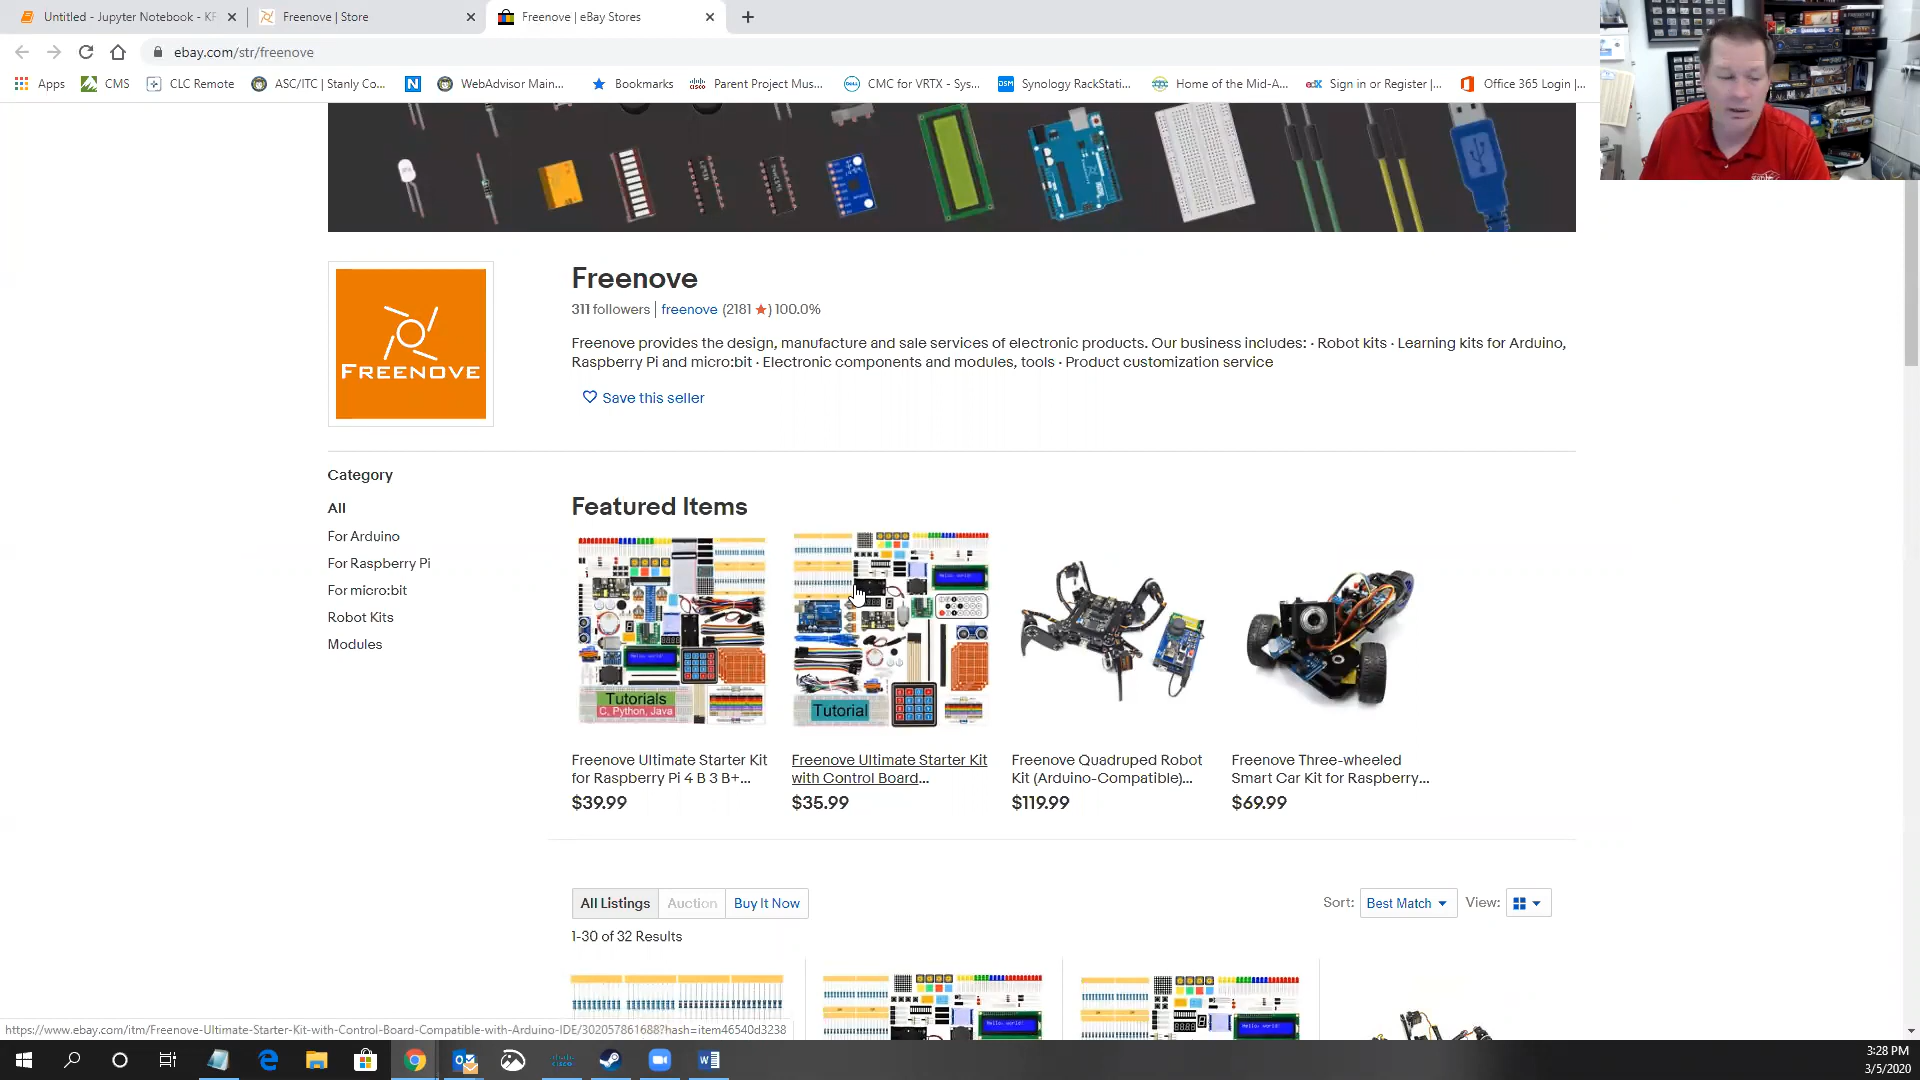 Untitled - Jupyter Notebook - KF
Freenove | Store
Freenove | eBay Stores
ebay.com/str/freenove
Apps
CMS
CLC Remote
ASC/ITC | Stanly Co...
WebAdvisor Main...
Bookmarks
Parent Project Mus...
CMC for VRTX - Sys...
DSM
Synology RackStati...
Home of the Mid-A...
edX
Sign in or Register |...
Office 365 Login |...
FREENOVE
Freenove
311 followers | freenove (2181 ★) 100.0%
Freenove provides the design, manufacture and sale services of electronic products. Our business includes: · Robot kits · Learning kits for Arduino,
Raspberry Pi and micro:bit · Electronic components and modules, tools · Product customization service
Save this seller
Category
All
For Arduino
For Raspberry Pi
For micro:bit
Robot Kits
Modules
Featured Items
Tutorials
C, Python, Java
Tutorial
Freenove Ultimate Starter Kit
for Raspberry Pi 4 B 3 B+...
$39.99
Freenove Ultimate Starter Kit
with Control Board...
$35.99
Freenove Quadruped Robot
Kit (Arduino-Compatible)...
$119.99
Freenove Three-wheeled
Smart Car Kit for Raspberry...
$69.99
All Listings
Auction
Buy It Now
Sort: Best Match
View:
1-30 of 32 Results
https://www.ebay.com/itm/Freenove-Ultimate-Starter-Kit-with-Control-Board-Compatible-with-Arduino-IDE/302057861688?hash=item46540d3238
3:28 PM
3/5/2020